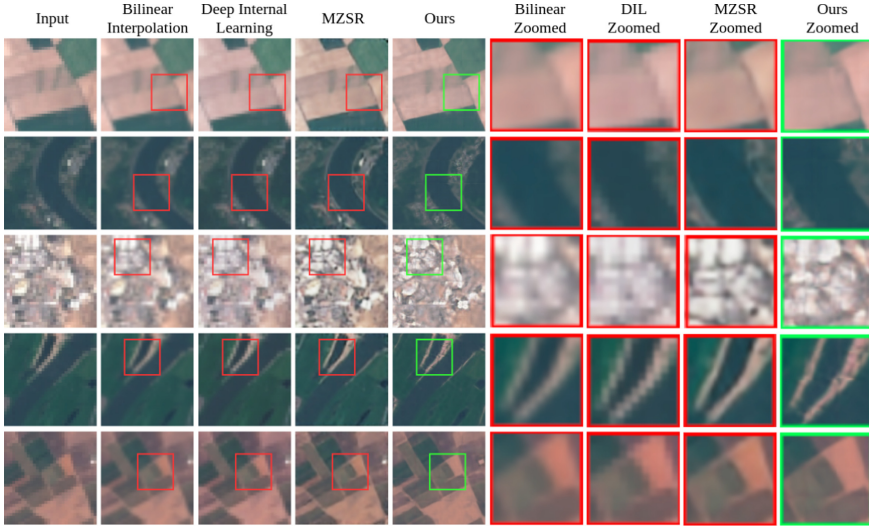 Input
Bilinear
Interpolation
Deep Internal
Learning
MZSR
Ours
Bilinear
Zoomed
DIL
Zoomed
MZSR
Zoomed
Ours
Zoomed